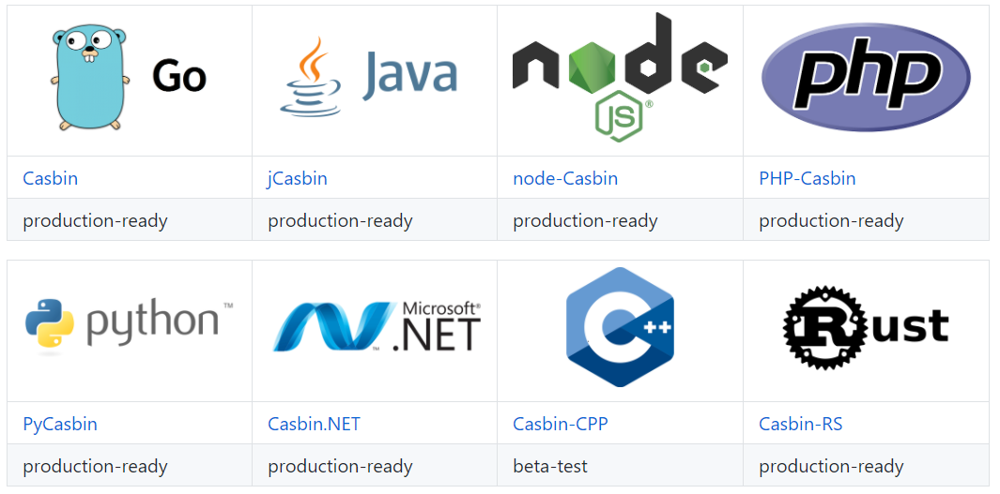 Go
Java
node
JS®
php
Casbin
jCasbin
node-Casbin
PHP-Casbin
production-ready
production-ready
production-ready
production-ready
python™
Microsoft®
.NET
™
C++
Rust
PyCasbin
Casbin.NET
Casbin-CPP
Casbin-RS
production-ready
production-ready
beta-test
production-ready